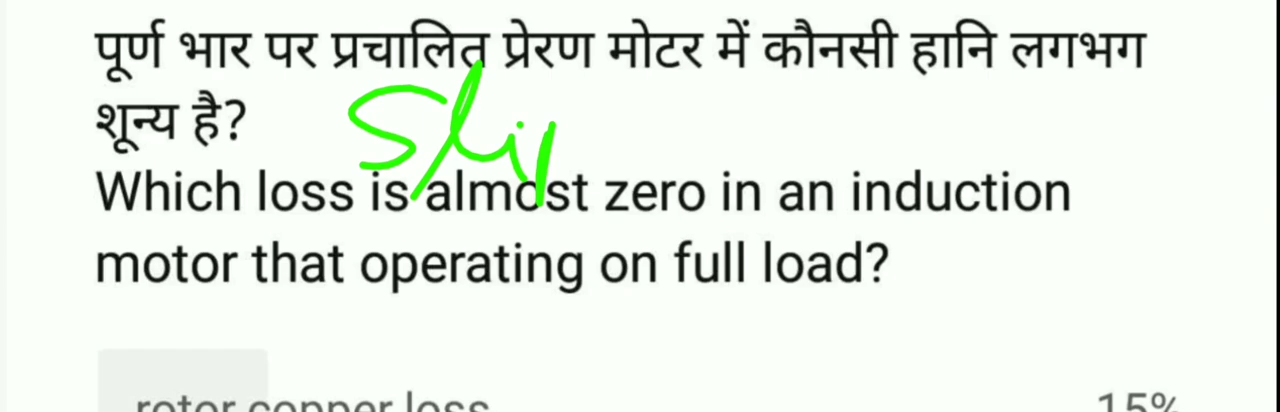 पूर्ण भार पर प्रचालित प्रेरण मोटर में कौनसी हानि लगभग
शून्य है?
Slip
Which loss is almost zero in an induction
motor that operating on full load?
rotor copper loss 15%